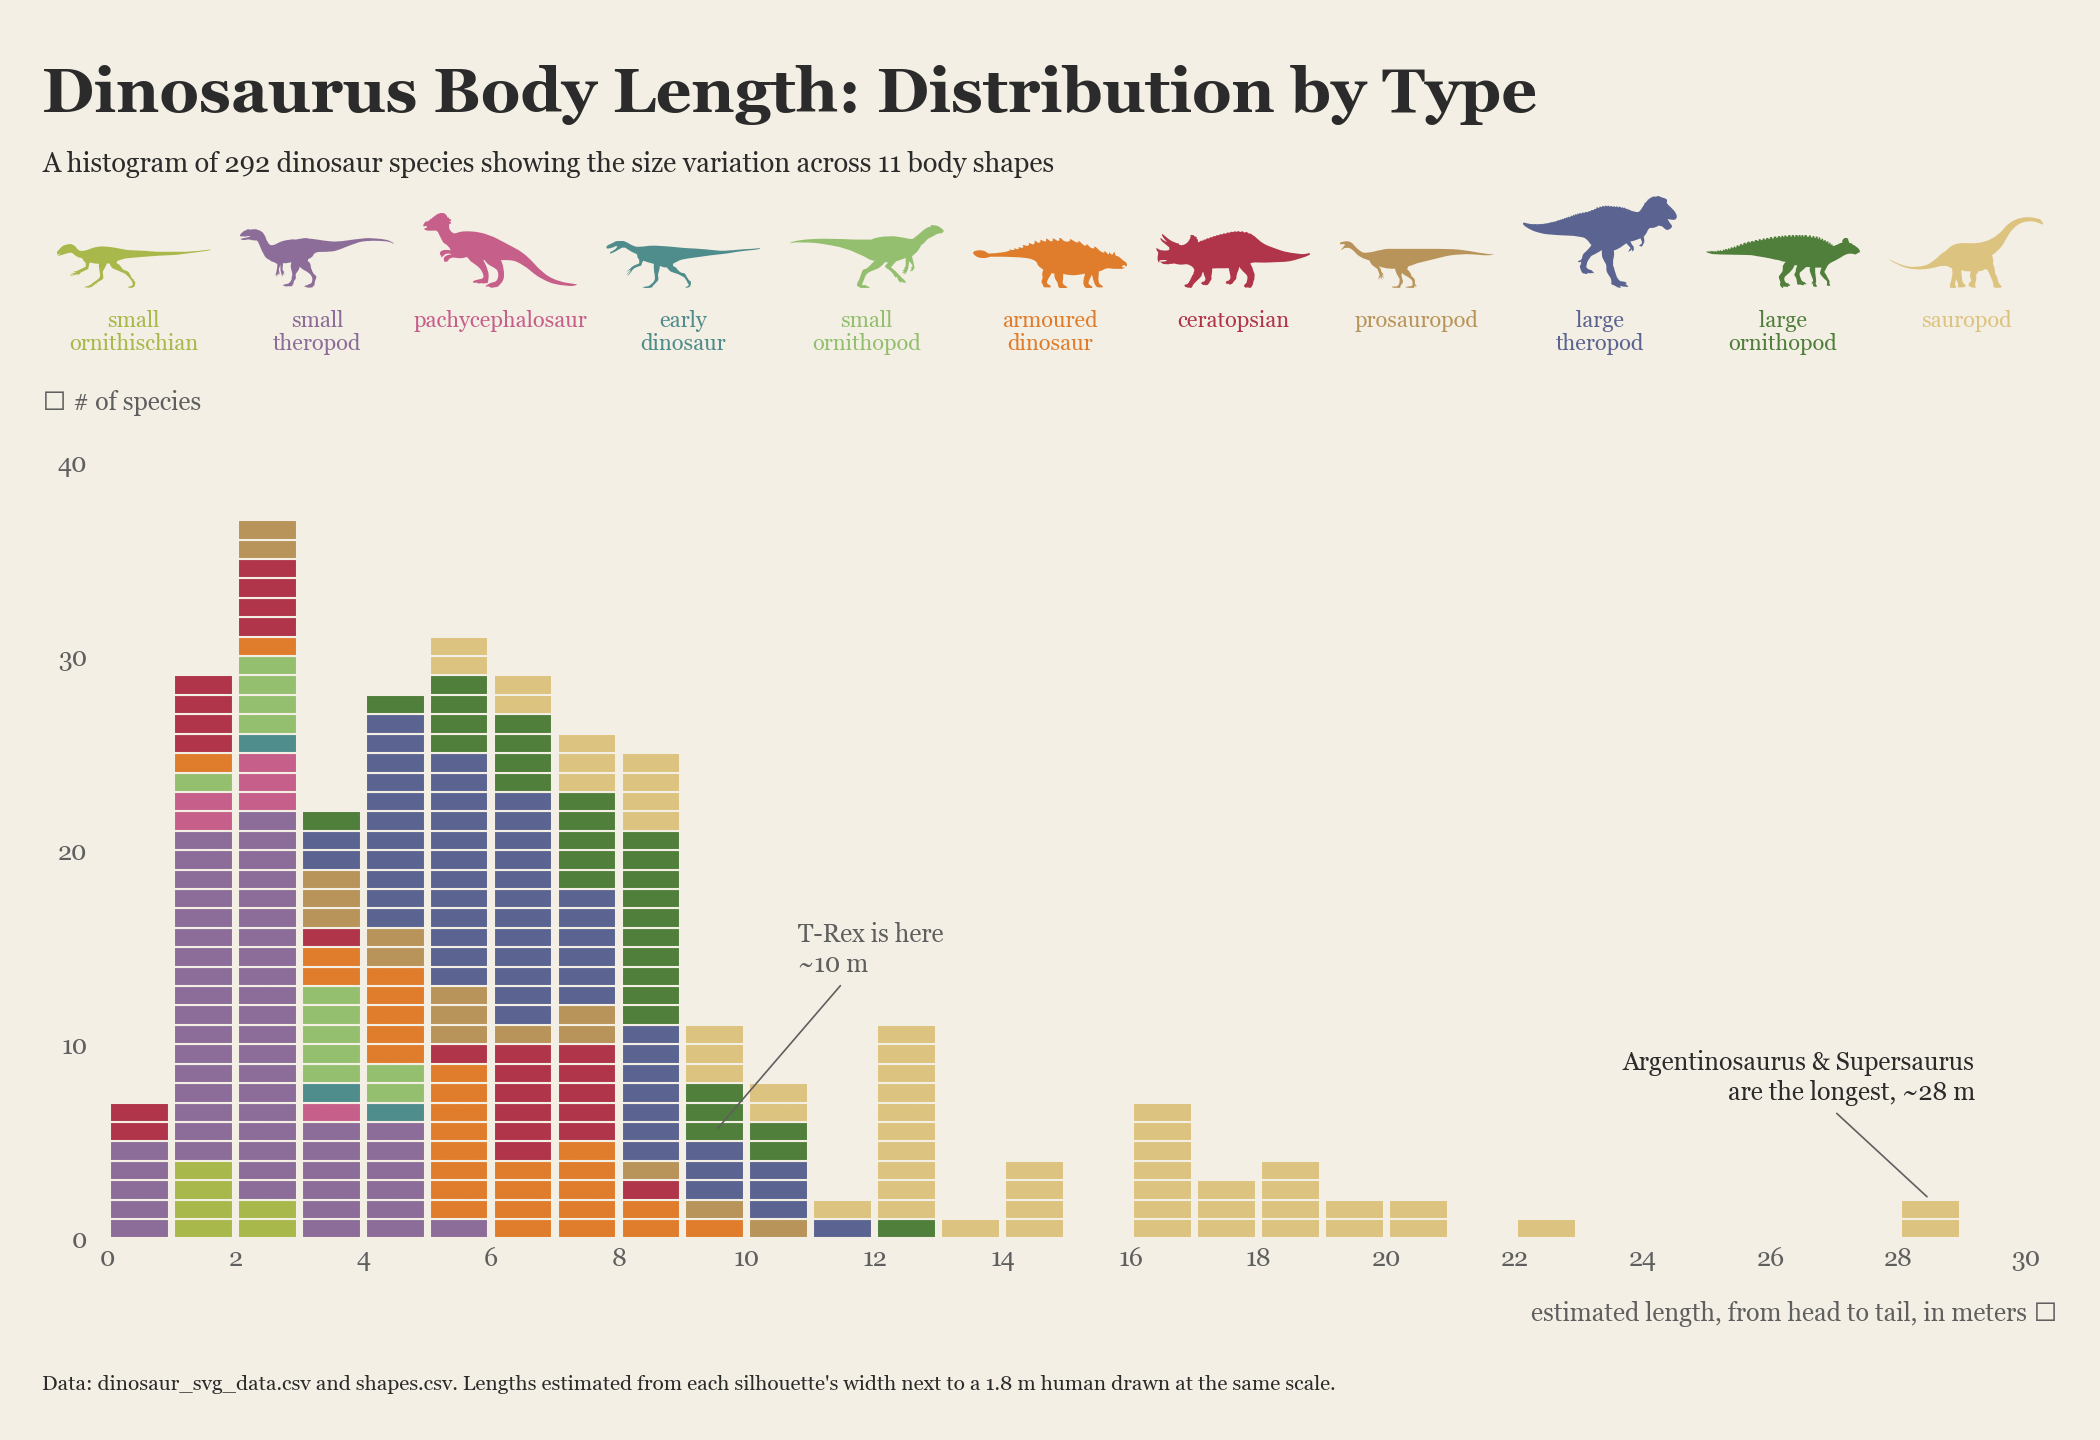 Dinosaurus Body Length: Distribution by Type
A histogram of 292 dinosaur species showing the size variation across 11 body shapes
small
ornithischian
small
theropod
pachycephalosaur
early
dinosaur
small
ornithopod
armoured
dinosaur
ceratopsian
prosauropod
large
theropod
large
ornithopod
sauropod
□ # of species
40
30
20
10
0
T-Rex is here
~10 m
Argentinosaurus & Supersaurus
are the longest, ~28 m
0 2 4 6 8 10 12 14 16 18 20 22 24 26 28 30
estimated length, from head to tail, in meters □
Data: dinosaur_svg_data.csv and shapes.csv. Lengths estimated from each silhouette's width next to a 1.8 m human drawn at the same scale.